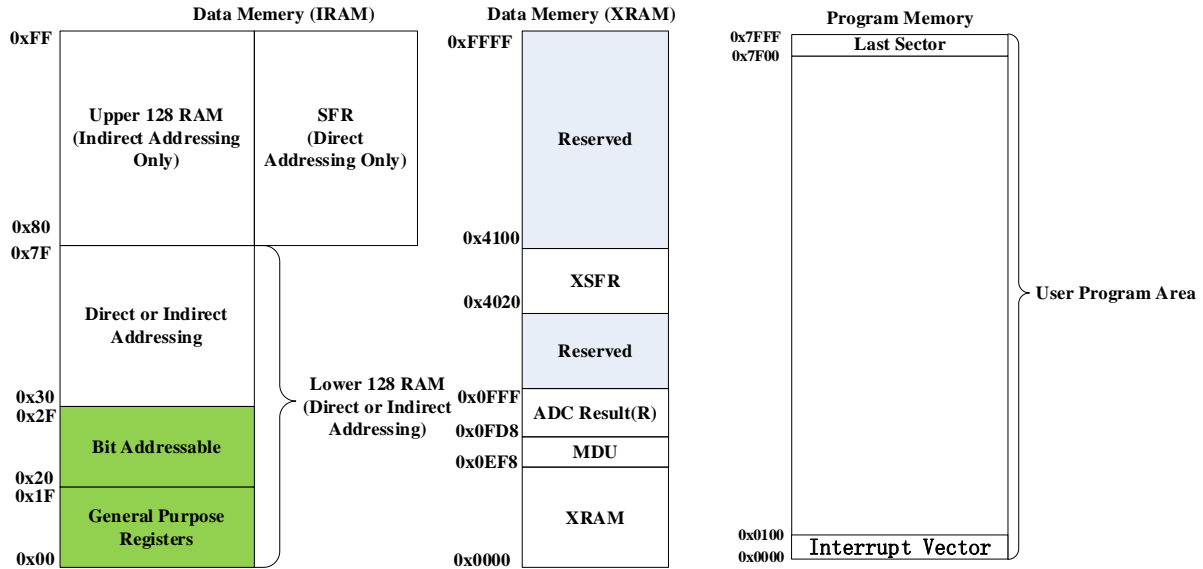 Data Memery (IRAM)
0xFF
Upper 128 RAM
(Indirect Addressing
Only)
SFR
(Direct
Addressing Only)
0x80
0x7F
Direct or Indirect
Addressing
0x30
0x2F
Bit Addressable
0x20
0x1F
General Purpose
Registers
0x00
Lower 128 RAM
(Direct or Indirect
Addressing)
Data Memery (XRAM)
0xFFFF
Reserved
0x4100
XSFR
0x4020
Reserved
0x0FFF
ADC Result(R)
0x0FD8
MDU
0x0EF8
XRAM
0x0000
Program Memory
0x7FFF
Last Sector
0x7F00
User Program Area
0x0100
Interrupt Vector
0x0000